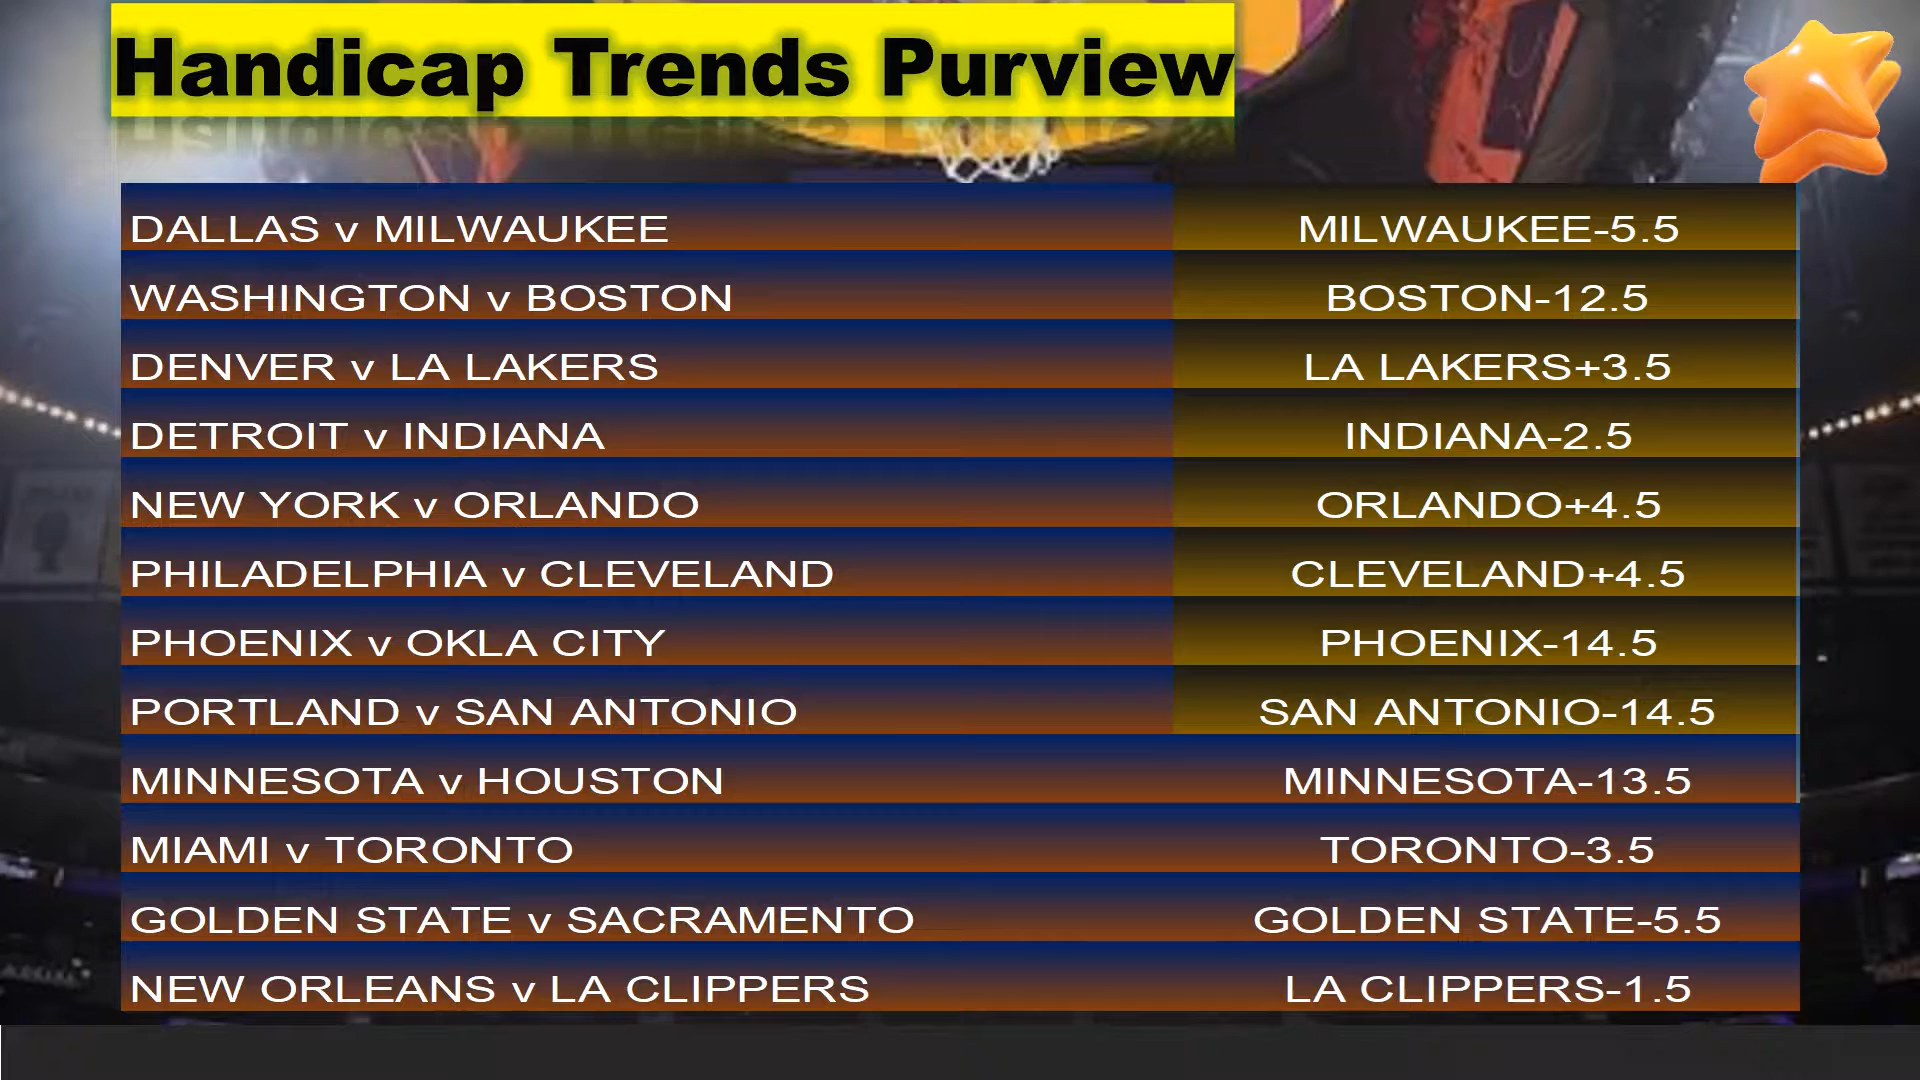 Handicap Trends Purview
DALLAS v MILWAUKEE MILWAUKEE-5.5
WASHINGTON v BOSTON BOSTON-12.5
DENVER v LA LAKERS LA LAKERS+3.5
DETROIT v INDIANA INDIANA-2.5
NEW YORK v ORLANDO ORLANDO+4.5
PHILADELPHIA v CLEVELAND CLEVELAND+4.5
PHOENIX v OKLA CITY PHOENIX-14.5
PORTLAND v SAN ANTONIO SAN ANTONIO-14.5
MINNESOTA v HOUSTON MINNESOTA-13.5
MIAMI v TORONTO TORONTO-3.5
GOLDEN STATE v SACRAMENTO GOLDEN STATE-5.5
NEW ORLEANS v LA CLIPPERS LA CLIPPERS-1.5